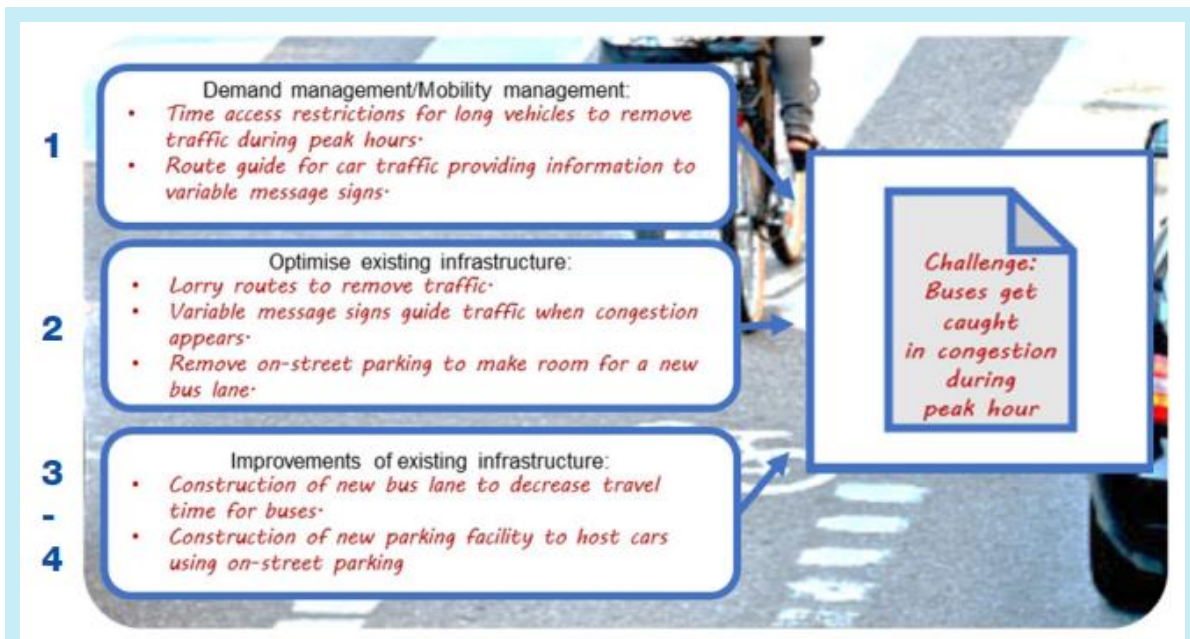 1
Demand management/Mobility management:
• Time access restrictions for long vehicles to remove
traffic during peak hours.
• Route guide for car traffic providing information to
variable message signs.
2
Optimise existing infrastructure:
• Lorry routes to remove traffic.
• Variable message signs guide traffic when congestion
appears.
• Remove on-street parking to make room for a new
bus lane.
3
-
4
Improvements of existing infrastructure:
• Construction of new bus lane to decrease travel
time for buses.
• Construction of new parking facility to host cars
using on-street parking
Challenge:
Buses get
caught
in congestion
during
peak hour